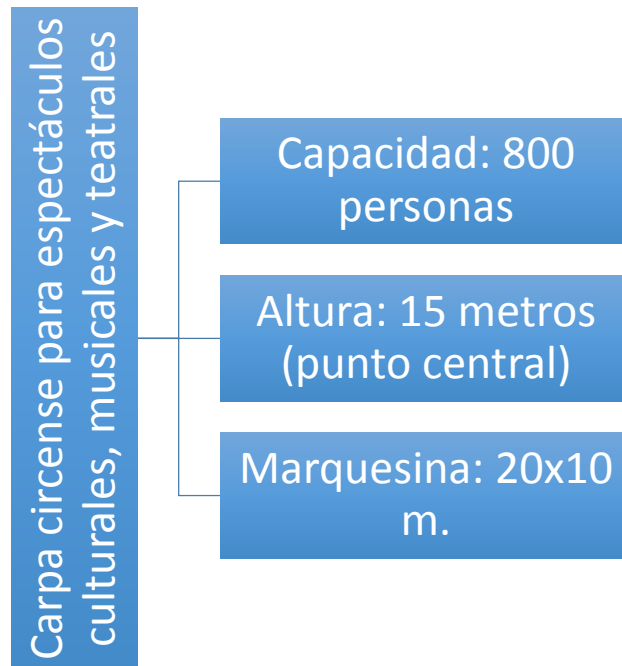 Carpa circense para espectáculos
culturales, musicales y teatrales
Capacidad: 800
personas
Altura: 15 metros
(punto central)
Marquesina: 20x10
m.